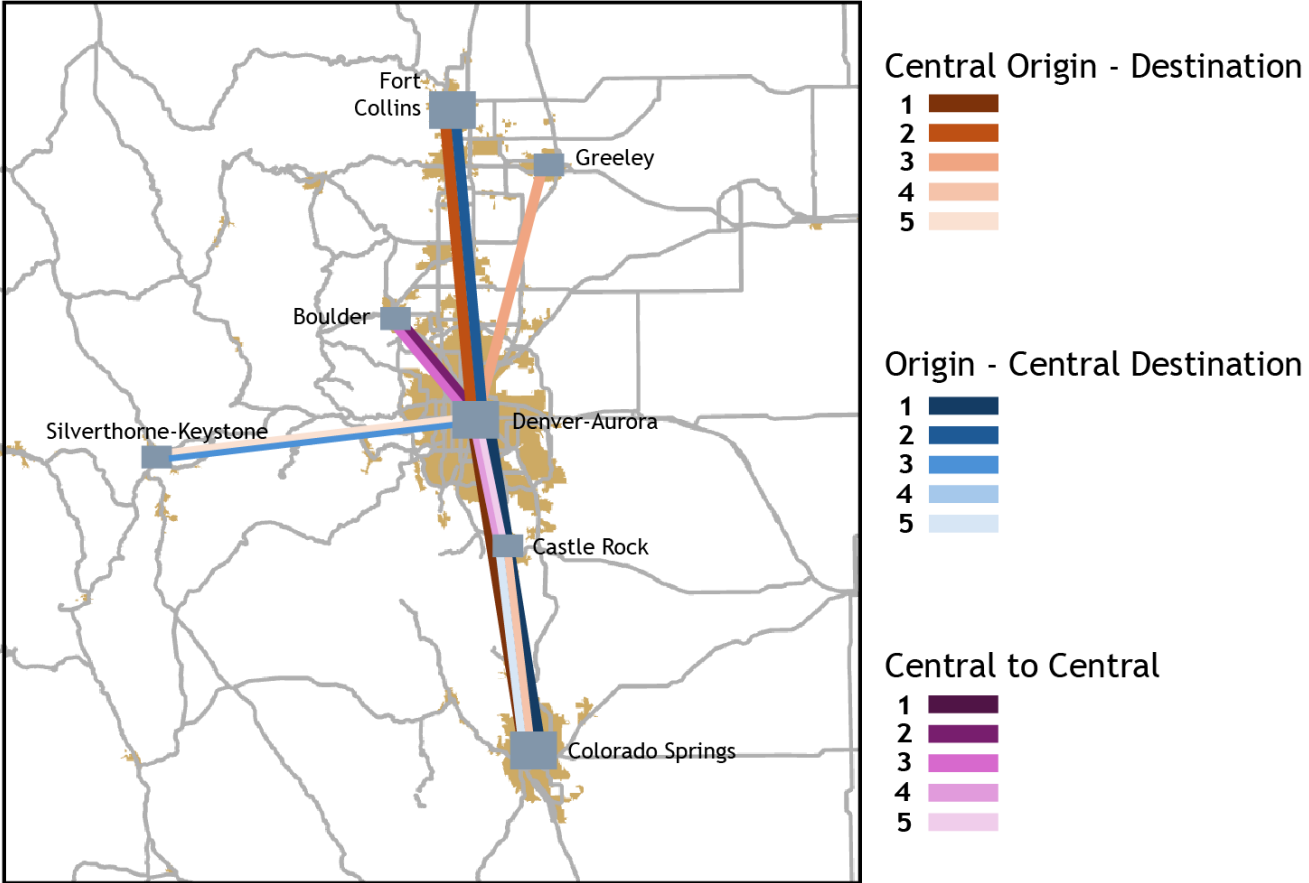 Fort
Collins
Greeley
Boulder
Silverthorne-Keystone
Denver-Aurora
Castle Rock
Colorado Springs
Central Origin - Destination
1
2
3
4
5
Origin - Central Destination
1
2
3
4
5
Central to Central
1
2
3
4
5